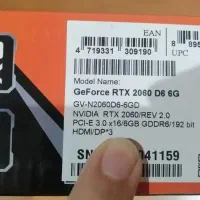 EAN
4 719331 309190
UPC
Model Name:
GeForce RTX 2060 D6 6G
GV-N2060D6-6GD
NVIDIA RTX 2060/REV 2.0
PCI-E 3.0 x16/6GB GDDR6/192 bit
HDMI/DP*3
SN
41159